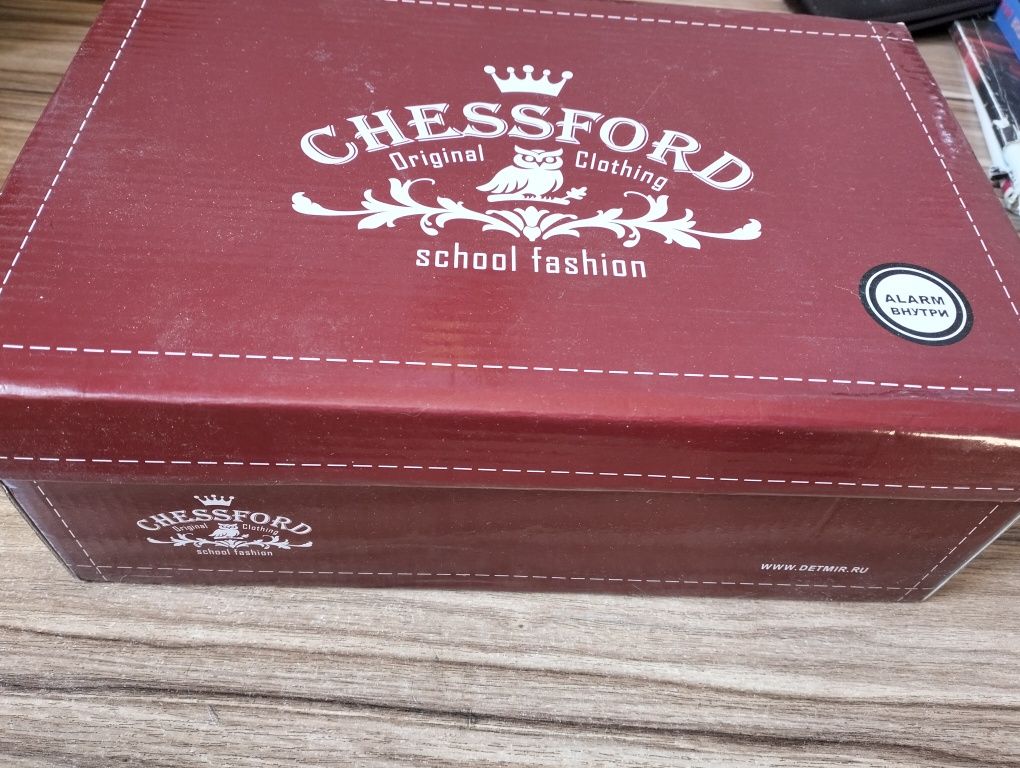 CHESSFORD
Original Clothing
school fashion
ALARM
ВНУТРИ
CHESSFORD
Original Clothing
school fashion
WWW.DETMIR.RU